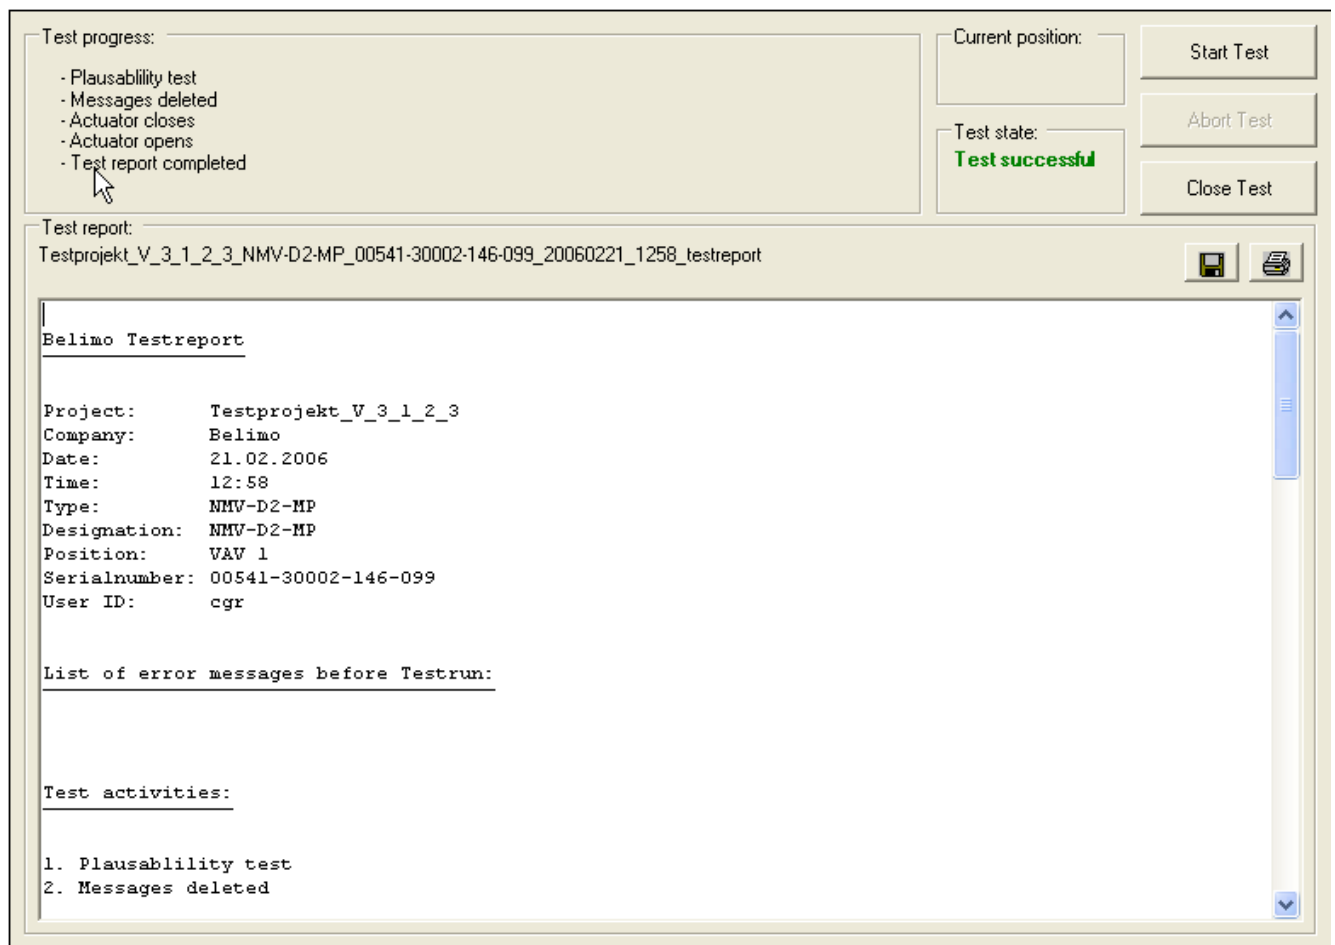 Test progress:
- Plausablility test
- Messages deleted
- Actuator closes
- Actuator opens
- Test report completed
Current position:
Test state:
Test successful
Start Test
Abort Test
Close Test
Test report:
Testprojekt_V_3_1_2_3_NMV-D2-MP_00541-30002-146-099_20060221_1258_testreport
Belimo Testreport
Project: Testprojekt_V_3_1_2_3
Company: Belimo
Date: 21.02.2006
Time: 12:58
Type: NMV-D2-MP
Designation: NMV-D2-MP
Position: VAV 1
Serialnumber: 00541-30002-146-099
User ID: cgr
List of error messages before Testrun:
Test activities:
1. Plausablility test
2. Messages deleted